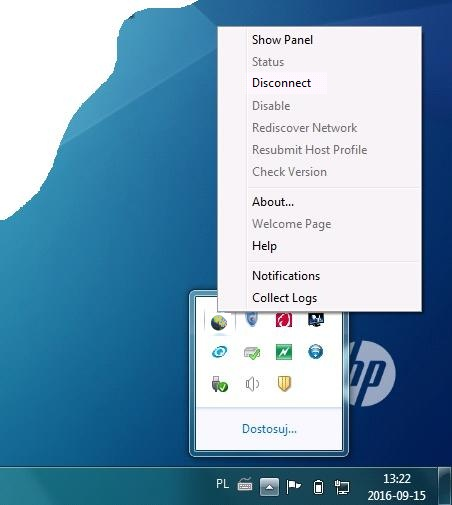 Show Panel
Status
Disconnect
Disable
Rediscover Network
Resubmit Host Profile
Check Version
About...
Welcome Page
Help
Notifications
Collect Logs
hp
Dostosuj...
PL
13:22
2016-09-15